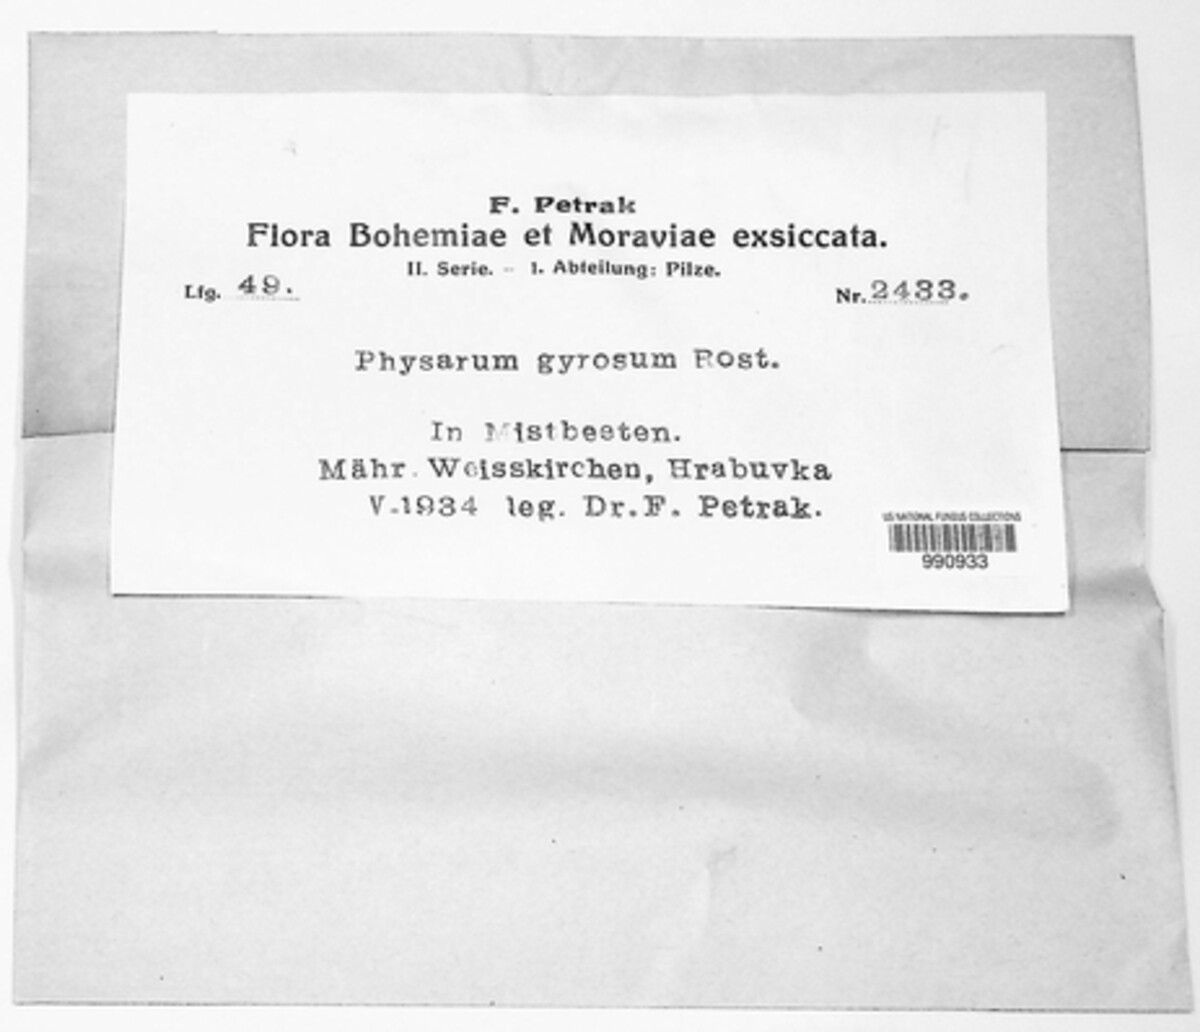 F. Petrak
Flora Bohemiae et Moraviae exsiccata.
II. Serie. - 1. Abteilung: Pilze.
Lfg. 49.
Nr. 2433.
Physarum gyrosum Rost.
In Mistbeeten.
Mähr. Weisskirchen, Hrabuvka
V.1934 leg. Dr.F. Petrak.
US NATIONAL FUNGUS COLLECTIONS
990933